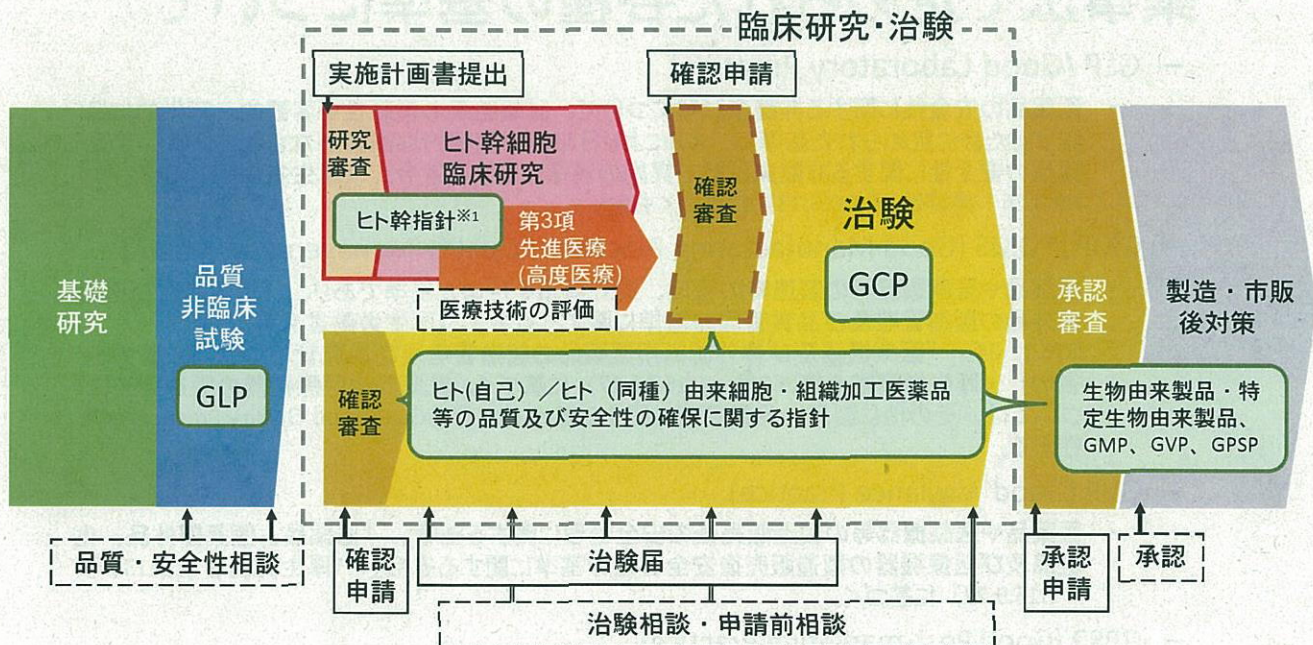 臨床研究・治験
実施計画書提出
確認申請
研究
審査
ヒト幹細胞
臨床研究
ヒト幹指針※1
第3項
先進医療
(高度医療)
医療技術の評価
確認
審査
治験
GCP
基礎
研究
品質
非臨床
試験
GLP
確認
審査
ヒト(自己)／ヒト（同種）由来細胞・組織加工医薬品
等の品質及び安全性の確保に関する指針
承認
審査
製造・市販
後対策
生物由来製品・特
定生物由来製品、
GMP、GVP、GPSP
品質・安全性相談
確認
申請
治験届
治験相談・申請前相談
承認
申請
承認